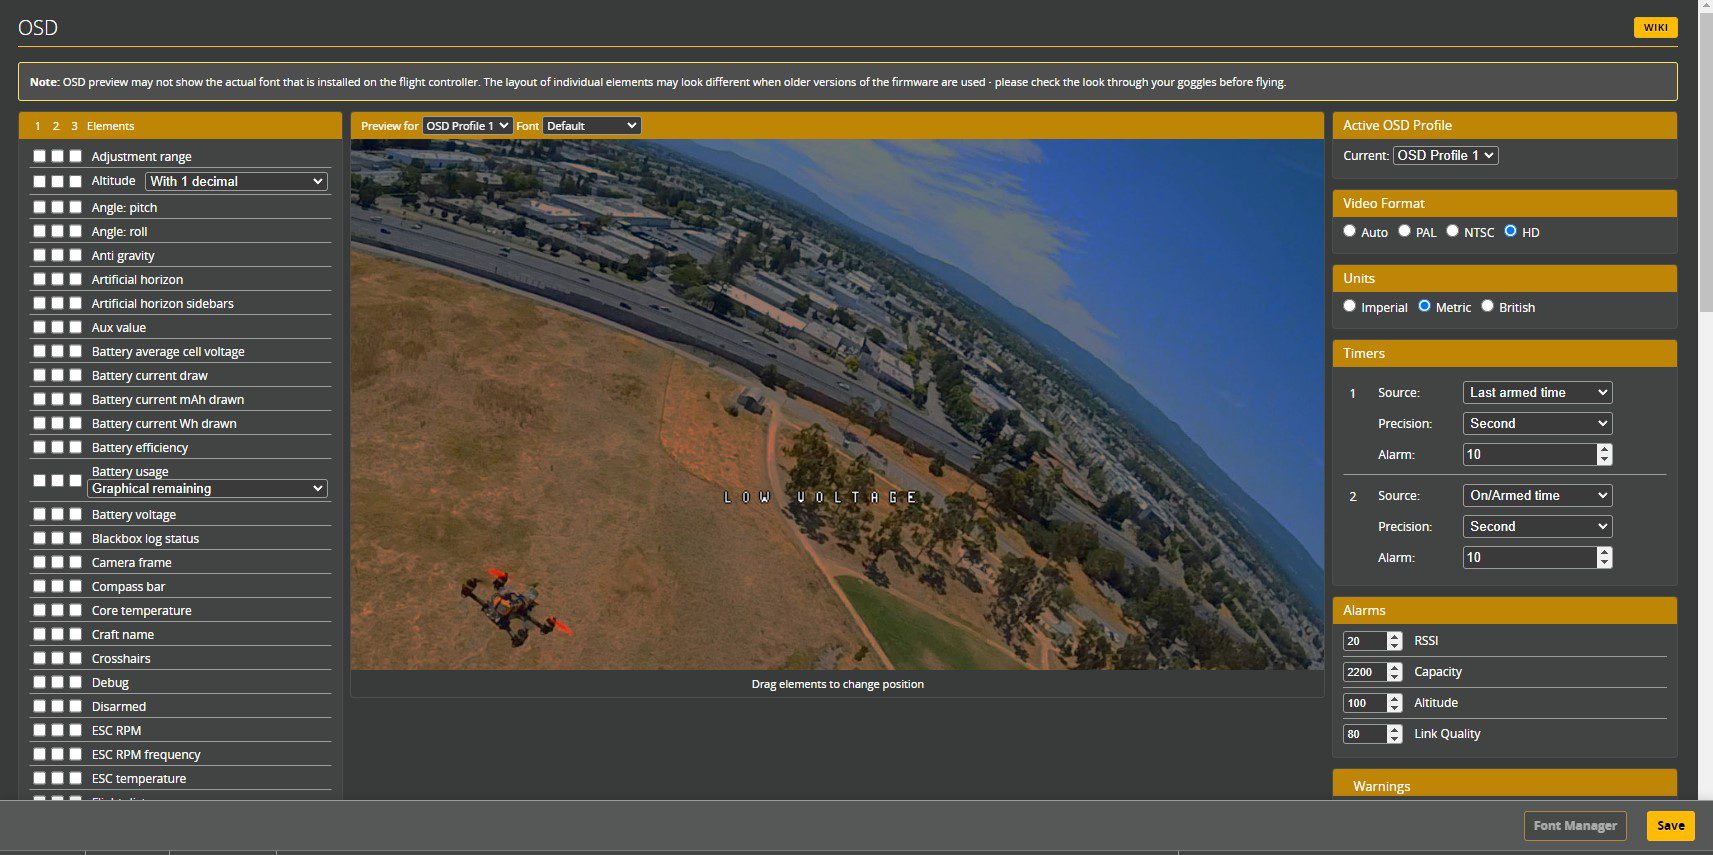 OSD
WIKI
Note: OSD preview may not show the actual font that is installed on the flight controller. The layout of individual elements may look different when older versions of the firmware are used - please check the look through your goggles before flying.
1 2 3 Elements
Adjustment range
Altitude With 1 decimal
Angle: pitch
Angle: roll
Anti gravity
Artificial horizon
Artificial horizon sidebars
Aux value
Battery average cell voltage
Battery current draw
Battery current mAh drawn
Battery current Wh drawn
Battery efficiency
Battery usage
Graphical remaining
Battery voltage
Blackbox log status
Camera frame
Compass bar
Core temperature
Craft name
Crosshairs
Debug
Disarmed
ESC RPM
ESC RPM frequency
ESC temperature
Preview for OSD Profile 1 Font Default
LOW VOLTAGE
Drag elements to change position
Active OSD Profile
Current: OSD Profile 1
Video Format
Auto PAL NTSC HD
Units
Imperial Metric British
Timers
1 Source: Last armed time
Precision: Second
Alarm: 10
2 Source: On/Armed time
Precision: Second
Alarm: 10
Alarms
20 RSSI
2200 Capacity
100 Altitude
80 Link Quality
Warnings
Font Manager
Save